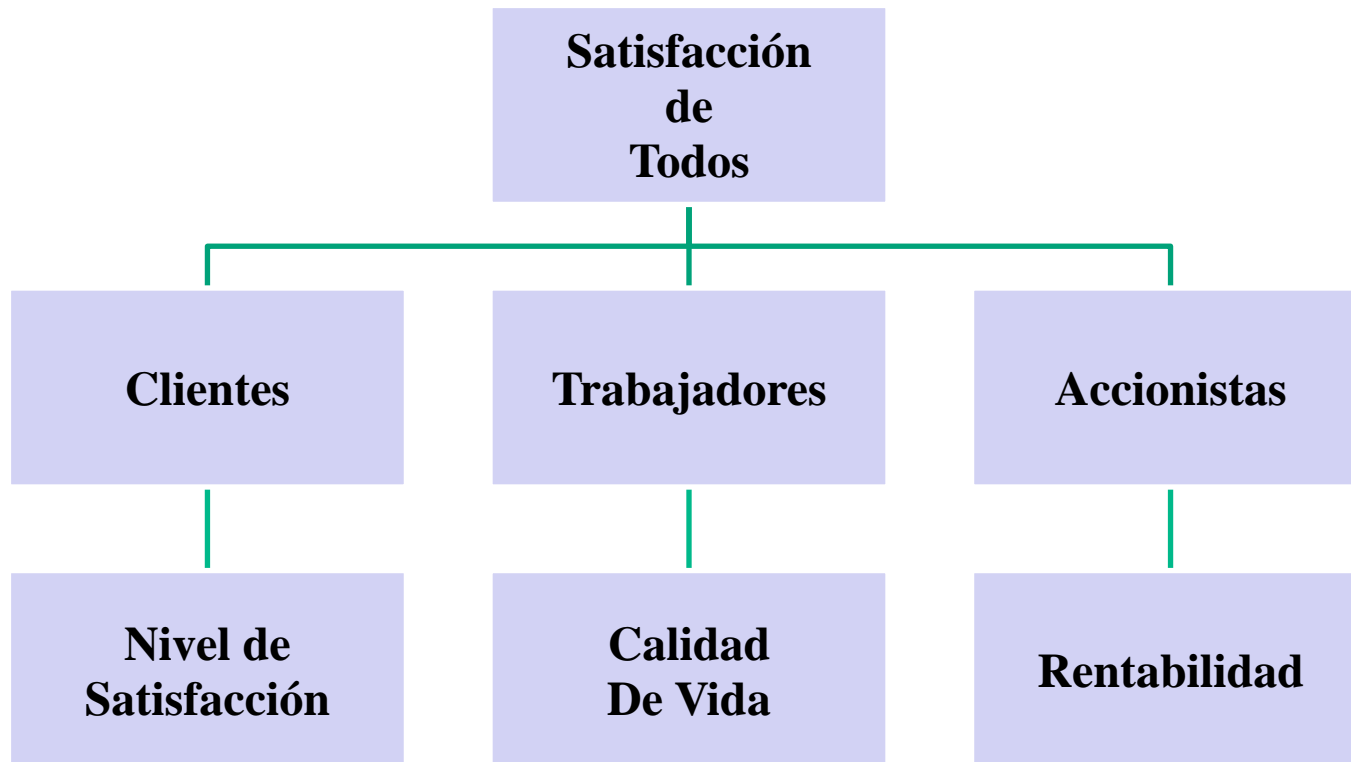 Satisfacción
de
Todos
Clientes
Trabajadores
Accionistas
Nivel de
Satisfacción
Calidad
De Vida
Rentabilidad